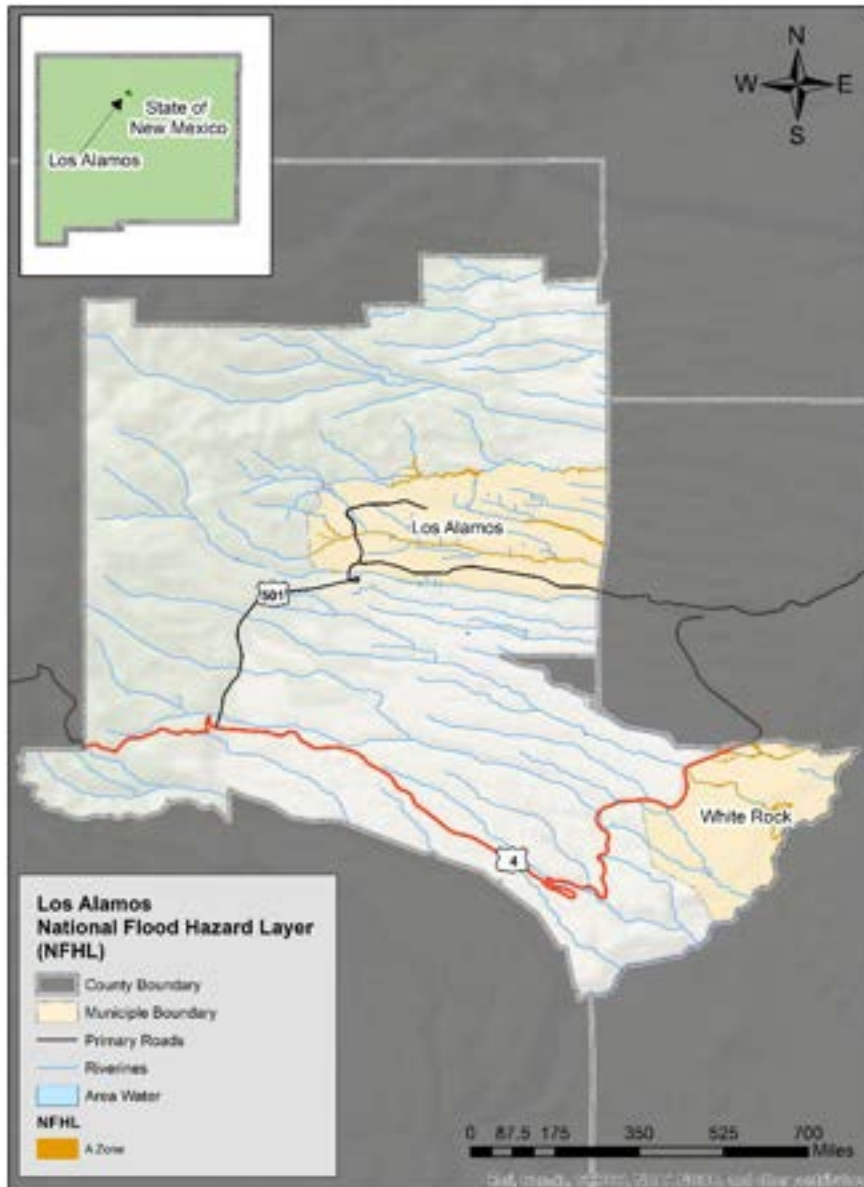 N
W E
S
State of
New Mexico
Los Alamos
Los Alamos
501
White Rock
4
Los Alamos
National Flood Hazard Layer
(NFHL)
County Boundary
Municiple Boundary
Primary Roads
Riverines
Area Water
NFHL
A Zone
0 87.5 175 350 525 700
Miles